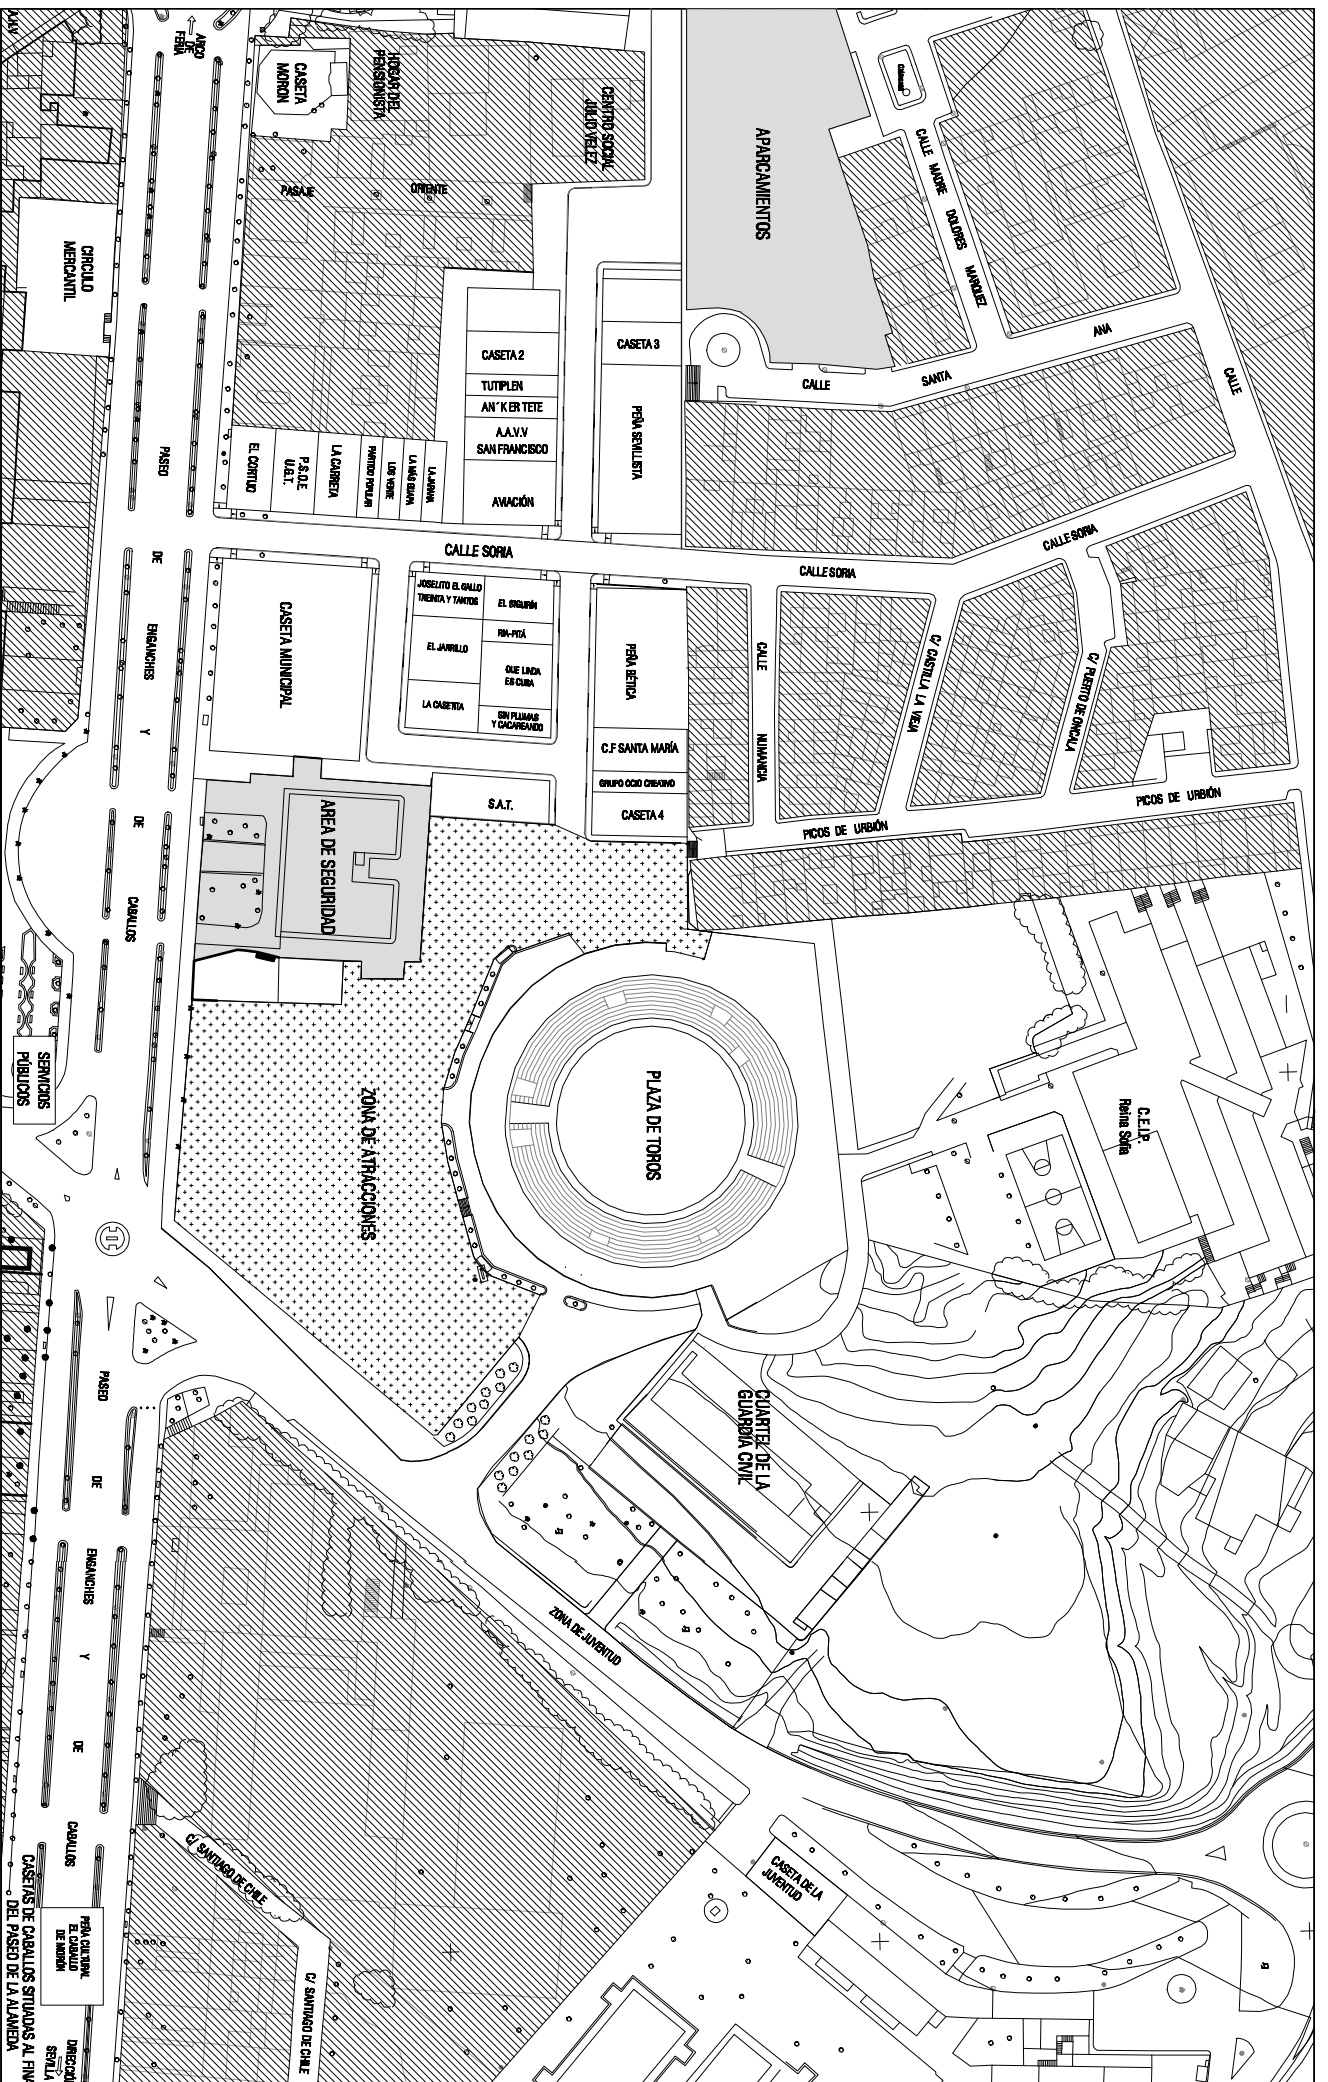 ARCO
DE
FERIA
CASETA
MORON
HOGAR DEL
PENSIONISTA
CENTRO SOCIAL
JULIO VELEZ
PASAJE
ORIENTE
APARCAMIENTOS
CALLE MADRE DOLORES MARQUEZ
CALLE
SANTA
ANA
CALLE
CIRCULO
MERCANTIL
CASETA 2
TUTIPLEN
AN´K ER TETE
A.A.V.V
SAN FRANCISCO
AVIACIÓN
CASETA 3
PEÑA SEVILLISTA
EL CORTIJO
P.S.O.E
U.G.T.
LA CARRETA
PARTIDO POPULAR
LOS VEINTE
LA MÁS GUAPA
LA JARANA
CALLE SORIA
CALLE SORIA
CALLE SORIA
PASEO
DE
ENGANCHES
Y
DE
CABALLOS
CASETA MUNICIPAL
JOSELITO EL GALLO
TREINTA Y TANTOS
EL JARRILLO
LA CASETITA
EL BIGURIN
RIA-PITÁ
QUE LINDA
ES CUBA
SIN PLUMAS
Y CACAREANDO
PEÑA BÉTICA
C.F SANTA MARÍA
GRUPO OCIO CREATIVO
CASETA 4
S.A.T.
CALLE
NUMANCIA
C/ CASTILLA LA VIEJA
C/ PUERTO DE ONCALA
PICOS DE URBIÓN
PICOS DE URBIÓN
AREA DE SEGURIDAD
SERVICIOS
PÚBLICOS
ZONA DE ATRACCIONES
PLAZA DE TOROS
C.E.I.P.
Reina Sofía
CUARTEL DE LA
GUARDIA CIVIL
ZONA DE JUVENTUD
PASEO
DE
ENGANCHES
Y
DE
CABALLOS
C/ SANTIAGO DE CHILE
C/ SANTIAGO DE CHILE
CASETA DE LA
JUVENTUD
PEÑA CULTURAL
EL CABALLO
DE MORÓN
CASETAS DE CABALLOS SITUADAS AL FINA
DEL PASEO DE LA ALAMEDA
DIRECCIÓ
SEVILLA